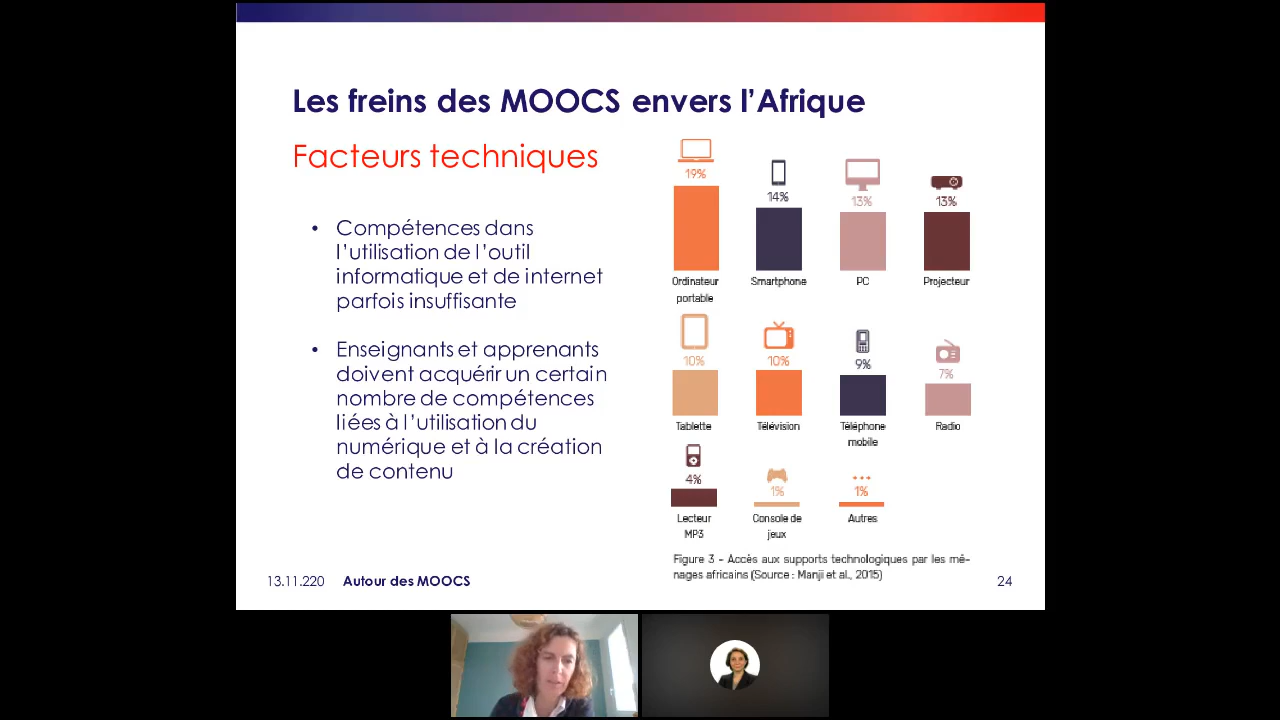 Les freins des MOOCS envers l'Afrique
Facteurs techniques
• Compétences dans
l'utilisation de l'outil
informatique et de internet
parfois insuffisante
• Enseignants et apprenants
doivent acquérir un certain
nombre de compétences
liées à l'utilisation du
numérique et à la création
de contenu
19%
14%
13%
13%
Ordinateur
portable
Smartphone
PC
Projecteur
10%
10%
9%
7%
Tablette
Télévision
Téléphone
mobile
Radio
4%
1%
1%
Lecteur
MP3
Console de
jeux
Autres
Figure 3 – Accès aux supports technologiques par les mé-
nages africains (Source : Manji et al., 2015)
13.11.220
Autour des MOOCS
24